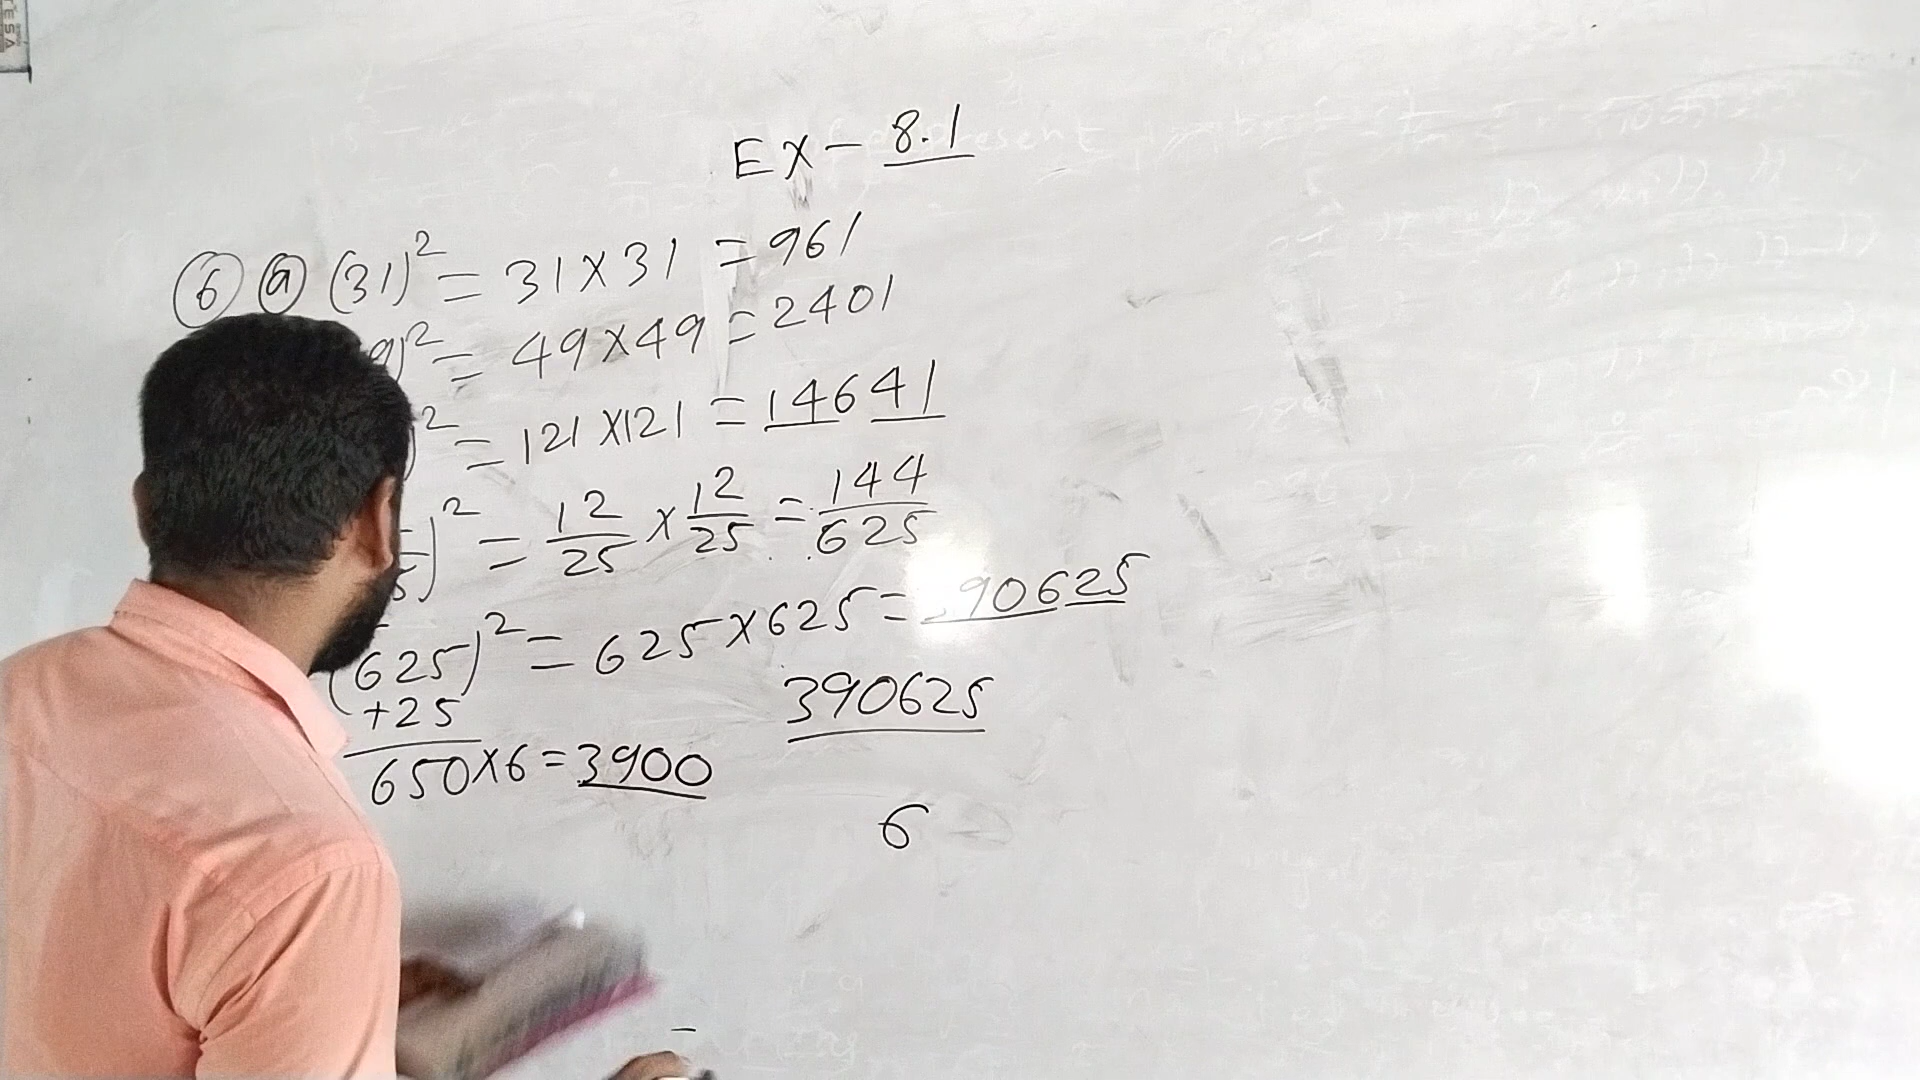 EX - 8.1
6 a (31)² = 31 × 31 = 961
9)² = 49 × 49 = 2401
)² = 121 × 121 = 14641
)² = 12/25 × 12/25 = 144/625
(625)² = 625 × 625 = 390625
+25
390625
650 × 6 = 3900
6